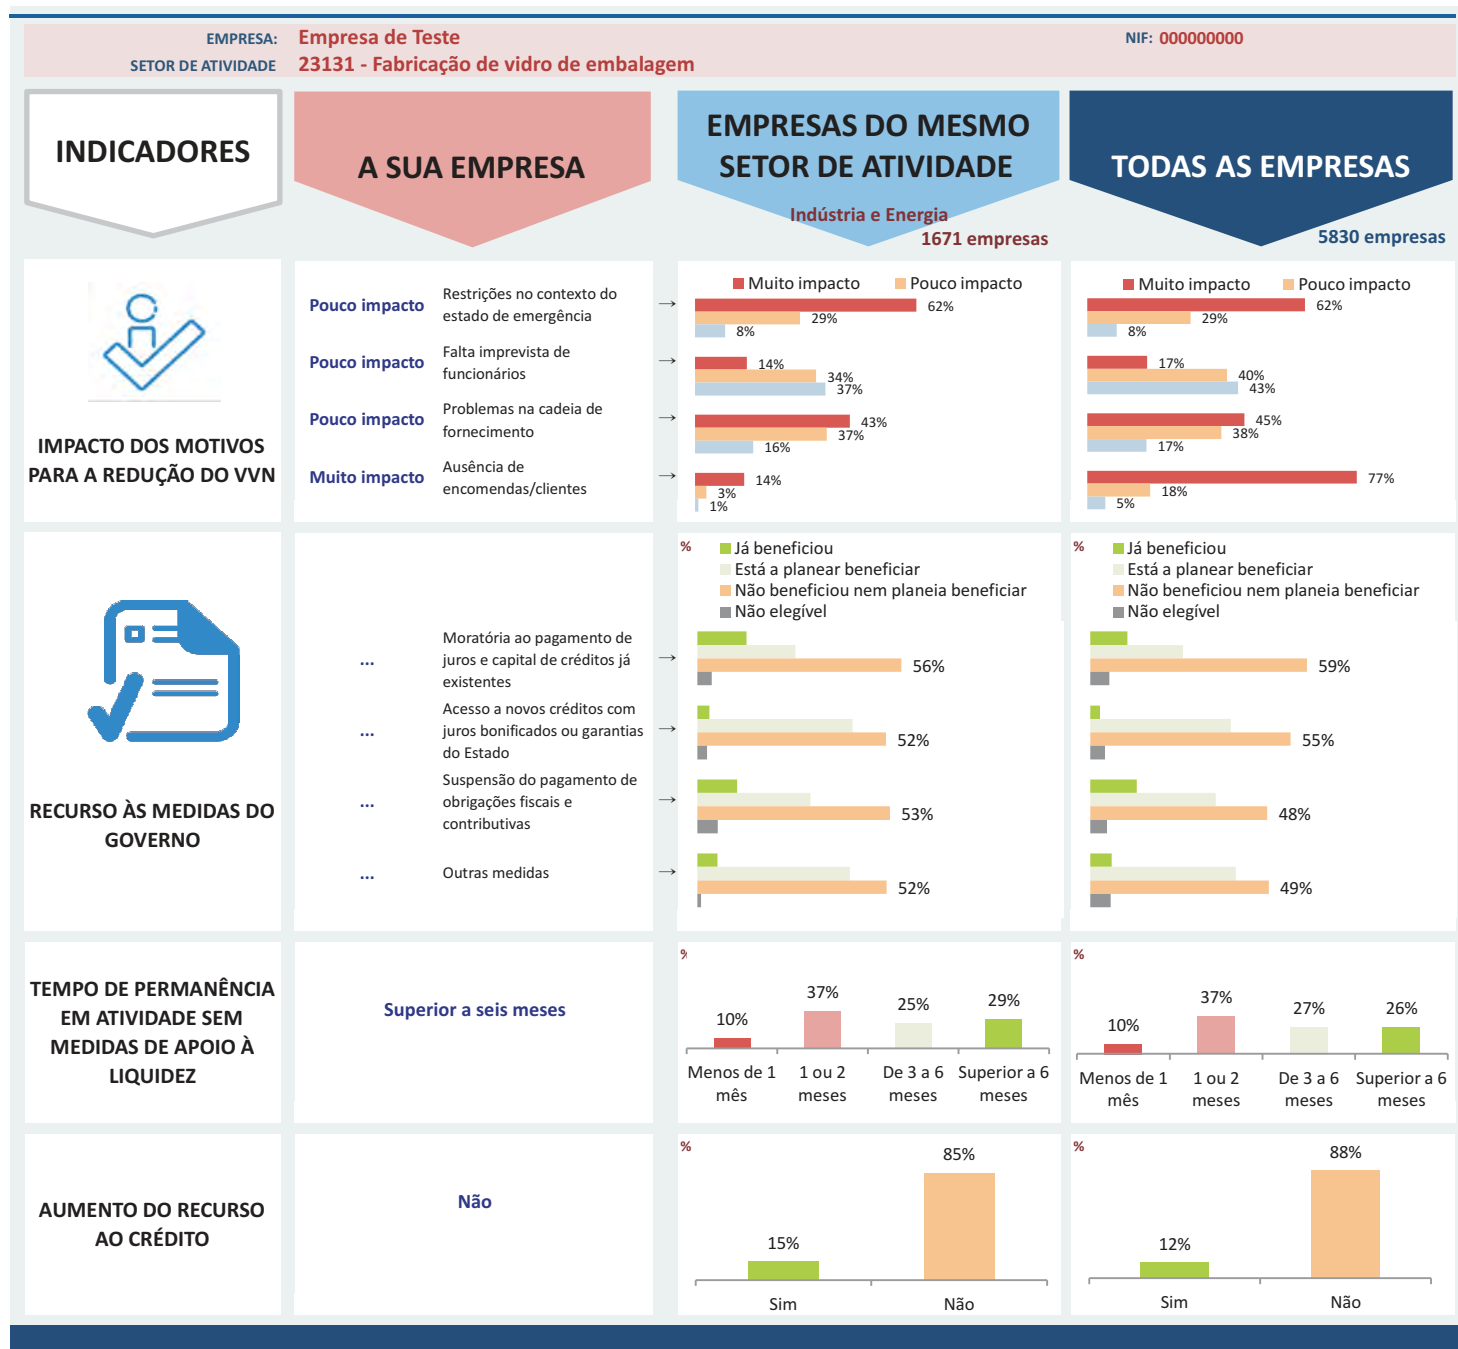 EMPRESA: Empresa de Teste NIF: 000000000
SETOR DE ATIVIDADE 23131 - Fabricação de vidro de embalagem
INDICADORES
A SUA EMPRESA
EMPRESAS DO MESMO
SETOR DE ATIVIDADE
Indústria e Energia
1671 empresas
TODAS AS EMPRESAS
5830 empresas
IMPACTO DOS MOTIVOS
PARA A REDUÇÃO DO VVN
Pouco impacto
Restrições no contexto do
estado de emergência
→
Pouco impacto
Falta imprevista de
funcionários
→
Pouco impacto
Problemas na cadeia de
fornecimento
→
Muito impacto
Ausência de
encomendas/clientes
→
Muito impacto Pouco impacto
62%
29%
8%
14%
34%
37%
43%
37%
16%
14%
3%
1%
Muito impacto Pouco impacto
62%
29%
8%
17%
40%
43%
45%
38%
17%
77%
18%
5%
RECURSO ÀS MEDIDAS DO
GOVERNO
...
Moratória ao pagamento de
juros e capital de créditos já
existentes
→
...
Acesso a novos créditos com
juros bonificados ou garantias
do Estado
→
...
Suspensão do pagamento de
obrigações fiscais e
contributivas
→
...
Outras medidas
→
%
Já beneficiou
Está a planear beneficiar
Não beneficiou nem planeia beneficiar
Não elegível
56%
52%
53%
52%
%
Já beneficiou
Está a planear beneficiar
Não beneficiou nem planeia beneficiar
Não elegível
59%
55%
48%
49%
TEMPO DE PERMANÊNCIA
EM ATIVIDADE SEM
MEDIDAS DE APOIO À
LIQUIDEZ
Superior a seis meses
%
10% 37% 25% 29%
Menos de 1 1 ou 2 De 3 a 6 Superior a 6
mês meses meses meses
%
10% 37% 27% 26%
Menos de 1 1 ou 2 De 3 a 6 Superior a 6
mês meses meses meses
AUMENTO DO RECURSO
AO CRÉDITO
Não
%
15% 85%
Sim Não
%
12% 88%
Sim Não